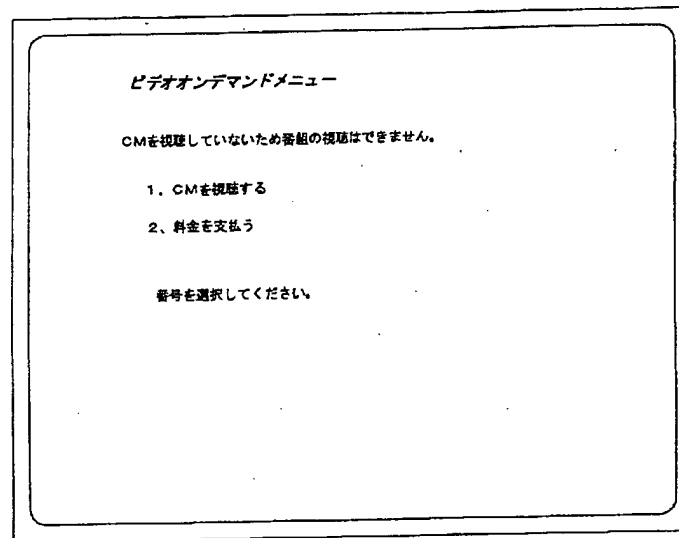 ビデオオンデマンドメニュー
CMを視聴していないため番組の視聴はできません。
1．CMを視聴する
2、料金を支払う
番号を選択してください。